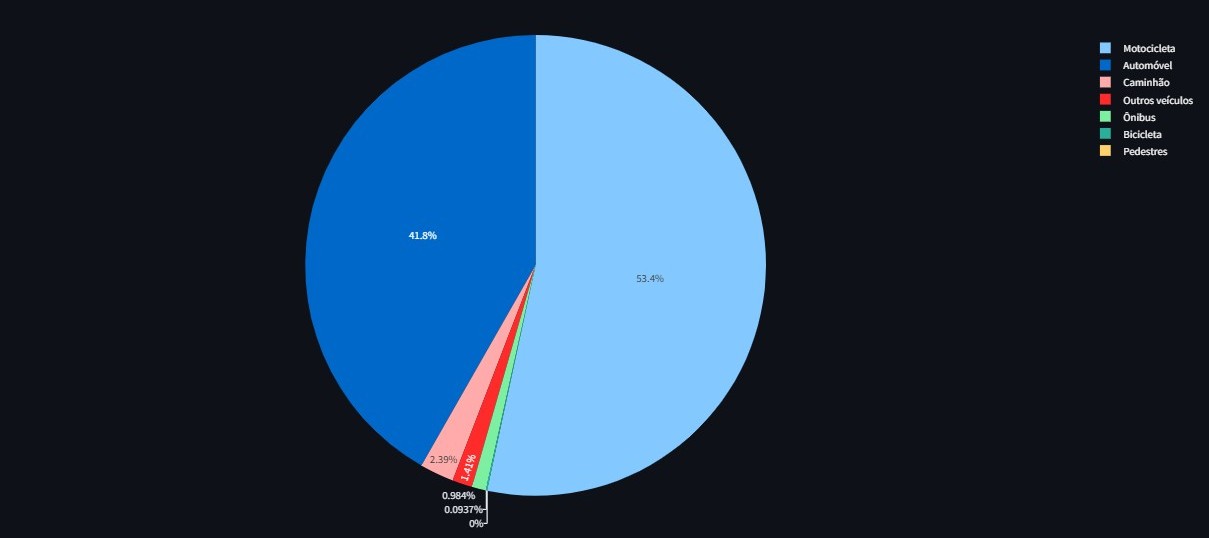 Motocicleta
Automóvel
Caminhão
Outros veículos
Ônibus
Bicicleta
Pedestres
41.8%
53.4%
2.39%
1.41%
0.984%
0.0937%
0%